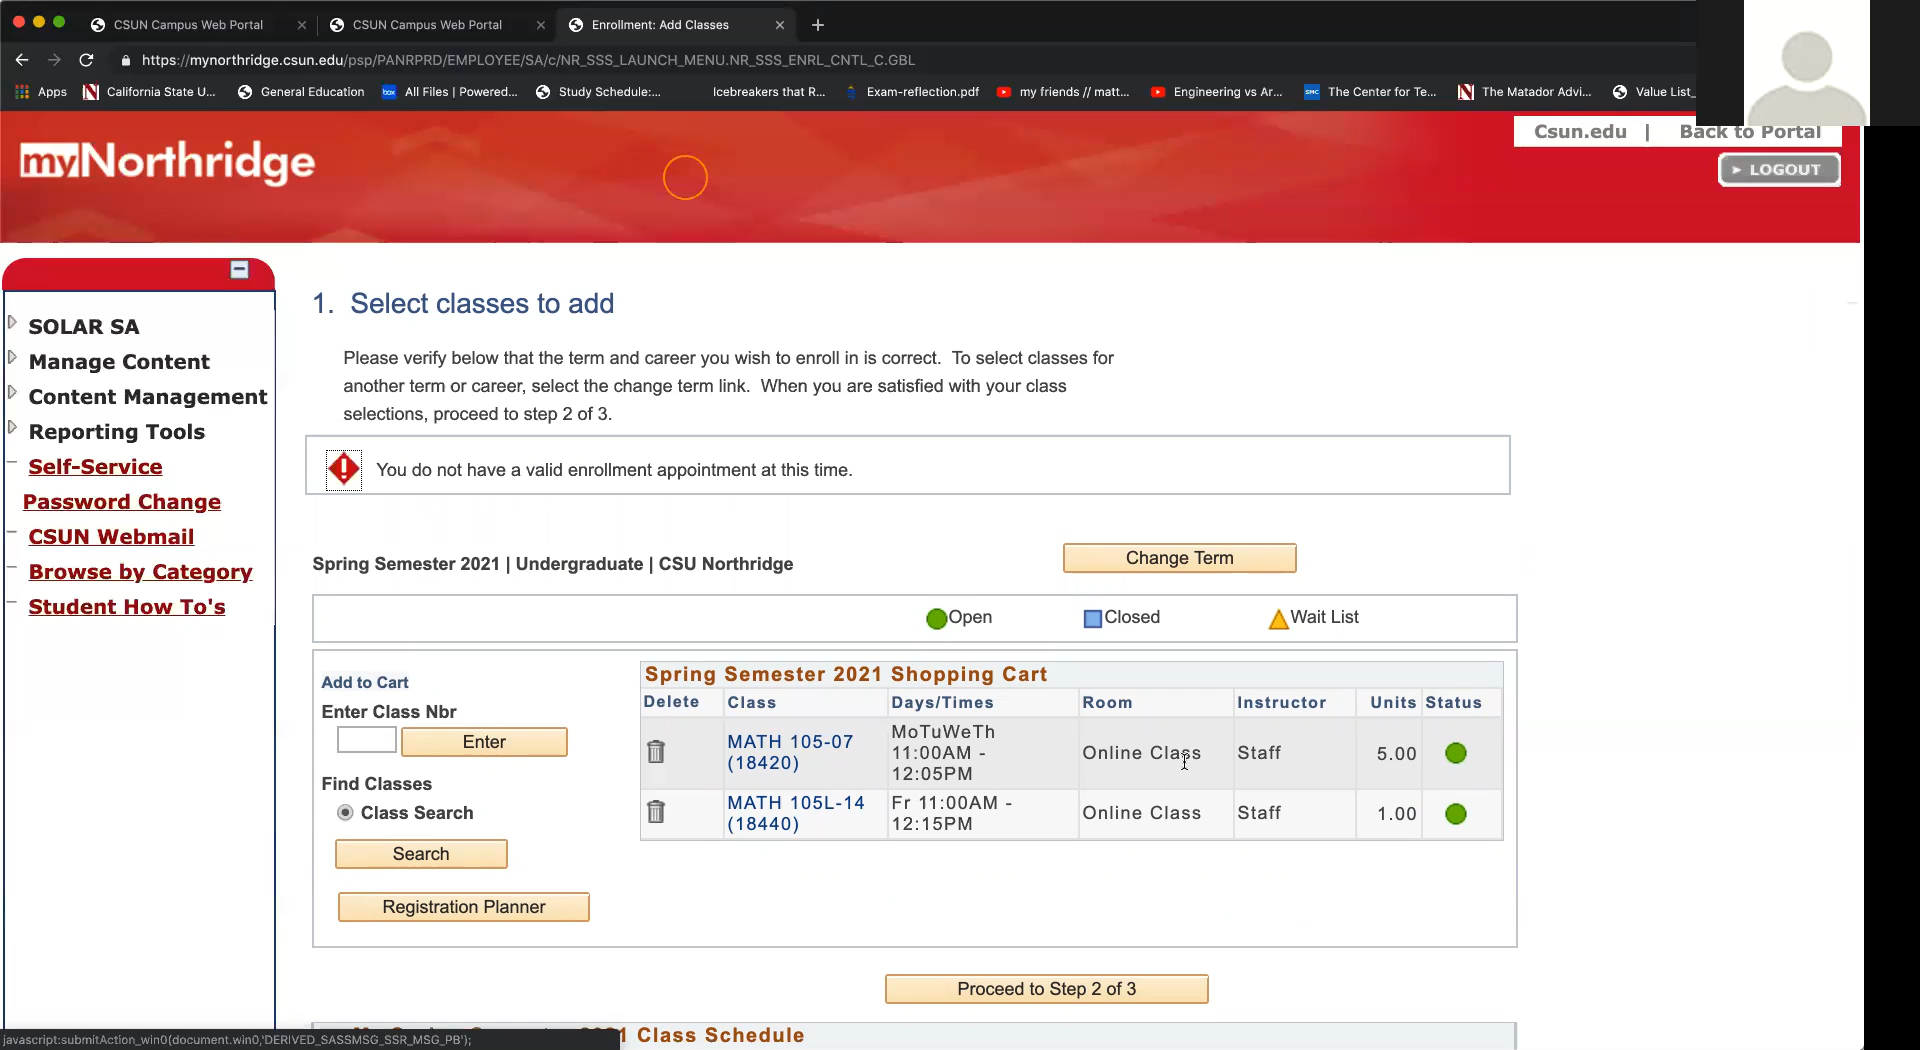 CSUN Campus Web Portal
CSUN Campus Web Portal
Enrollment: Add Classes
https://mynorthridge.csun.edu/psp/PANRPRD/EMPLOYEE/SA/c/NR_SSS_LAUNCH_MENU.NR_SSS_ENRL_CNTL_C.GBL
Apps
California State U...
General Education
box
All Files | Powered...
Study Schedule:...
Icebreakers that R...
Exam-reflection.pdf
my friends // matt...
Engineering vs Ar...
SMC
The Center for Te...
The Matador Advi...
Value List_
Csun.edu | Back to Portal
LOGOUT
myNorthridge
SOLAR SA
Manage Content
Content Management
Reporting Tools
Self-Service
Password Change
CSUN Webmail
Browse by Category
Student How To's
1. Select classes to add
Please verify below that the term and career you wish to enroll in is correct. To select classes for
another term or career, select the change term link. When you are satisfied with your class
selections, proceed to step 2 of 3.
You do not have a valid enrollment appointment at this time.
Spring Semester 2021 | Undergraduate | CSU Northridge
Change Term
Open
Closed
Wait List
Add to Cart
Enter Class Nbr
Enter
Find Classes
Class Search
Search
Registration Planner
Spring Semester 2021 Shopping Cart
Delete Class Days/Times Room Instructor Units Status
MATH 105-07
(18420)
MoTuWeTh
11:00AM -
12:05PM
Online Class
Staff
5.00
MATH 105L-14
(18440)
Fr 11:00AM -
12:15PM
Online Class
Staff
1.00
Proceed to Step 2 of 3
Class Schedule
javascript:submitAction_win0(document.win0,'DERIVED_SASSMSG_SSR_MSG_PB');